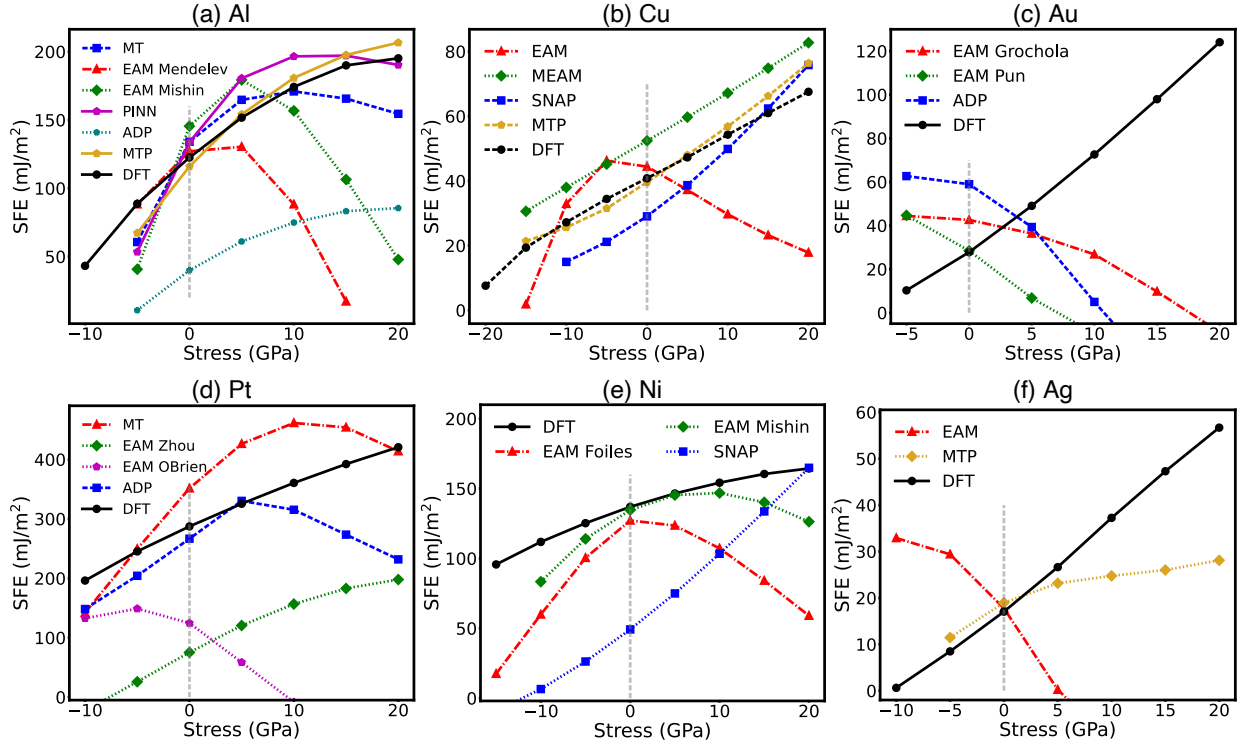 (a) Al
SFE (mJ/m²)
200
150
100
50
MT
EAM Mendelev
EAM Mishin
PINN
ADP
MTP
DFT
−10 0 10 20
Stress (GPa)
(b) Cu
SFE (mJ/m²)
80
60
40
20
0
EAM
MEAM
SNAP
MTP
DFT
−20 −10 0 10 20
Stress (GPa)
(c) Au
SFE (mJ/m²)
120
100
80
60
40
20
0
EAM Grochola
EAM Pun
ADP
DFT
−5 0 5 10 15 20
Stress (GPa)
(d) Pt
SFE (mJ/m²)
400
300
200
100
0
MT
EAM Zhou
EAM OBrien
ADP
DFT
−10 0 10 20
Stress (GPa)
(e) Ni
SFE (mJ/m²)
200
150
100
50
0
DFT
EAM Foiles
EAM Mishin
SNAP
−10 −5 0 5 10 15 20
Stress (GPa)
(f) Ag
SFE (mJ/m²)
60
50
40
30
20
10
0
EAM
MTP
DFT
−10 −5 0 5 10 15 20
Stress (GPa)